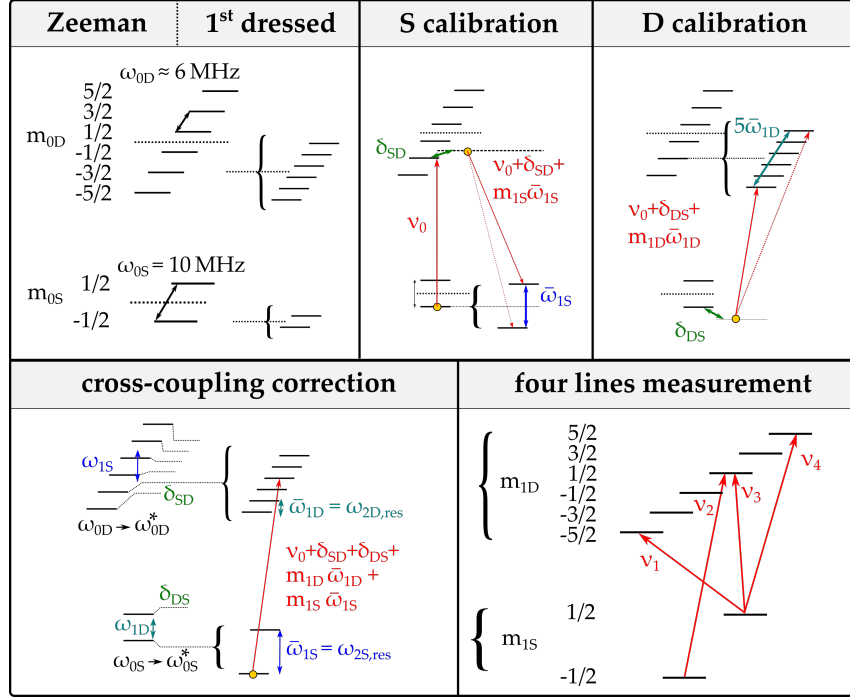 Zeeman
1st dressed
S calibration
D calibration
ω0D ≈ 6 MHz
5/2
3/2
1/2
-1/2
-3/2
-5/2
m0D
ω0S = 10 MHz
1/2
-1/2
m0S
δSD
ν0
ν0+δSD+
m1S ω̄1S
ω̄1S
5ω̄1D
ν0+δDS+
m1D ω̄1D
δDS
cross-coupling correction
four lines measurement
ω1S
δSD
ω0D → ω*0D
ω̄1D = ω2D,res
ν0+δSD+δDS+
m1D ω̄1D +
m1S ω̄1S
δDS
ω1D
ω0S → ω*0S
ω̄1S = ω2S,res
5/2
3/2
1/2
-1/2
-3/2
-5/2
m1D
ν1
ν2
ν3
ν4
1/2
m1S
-1/2